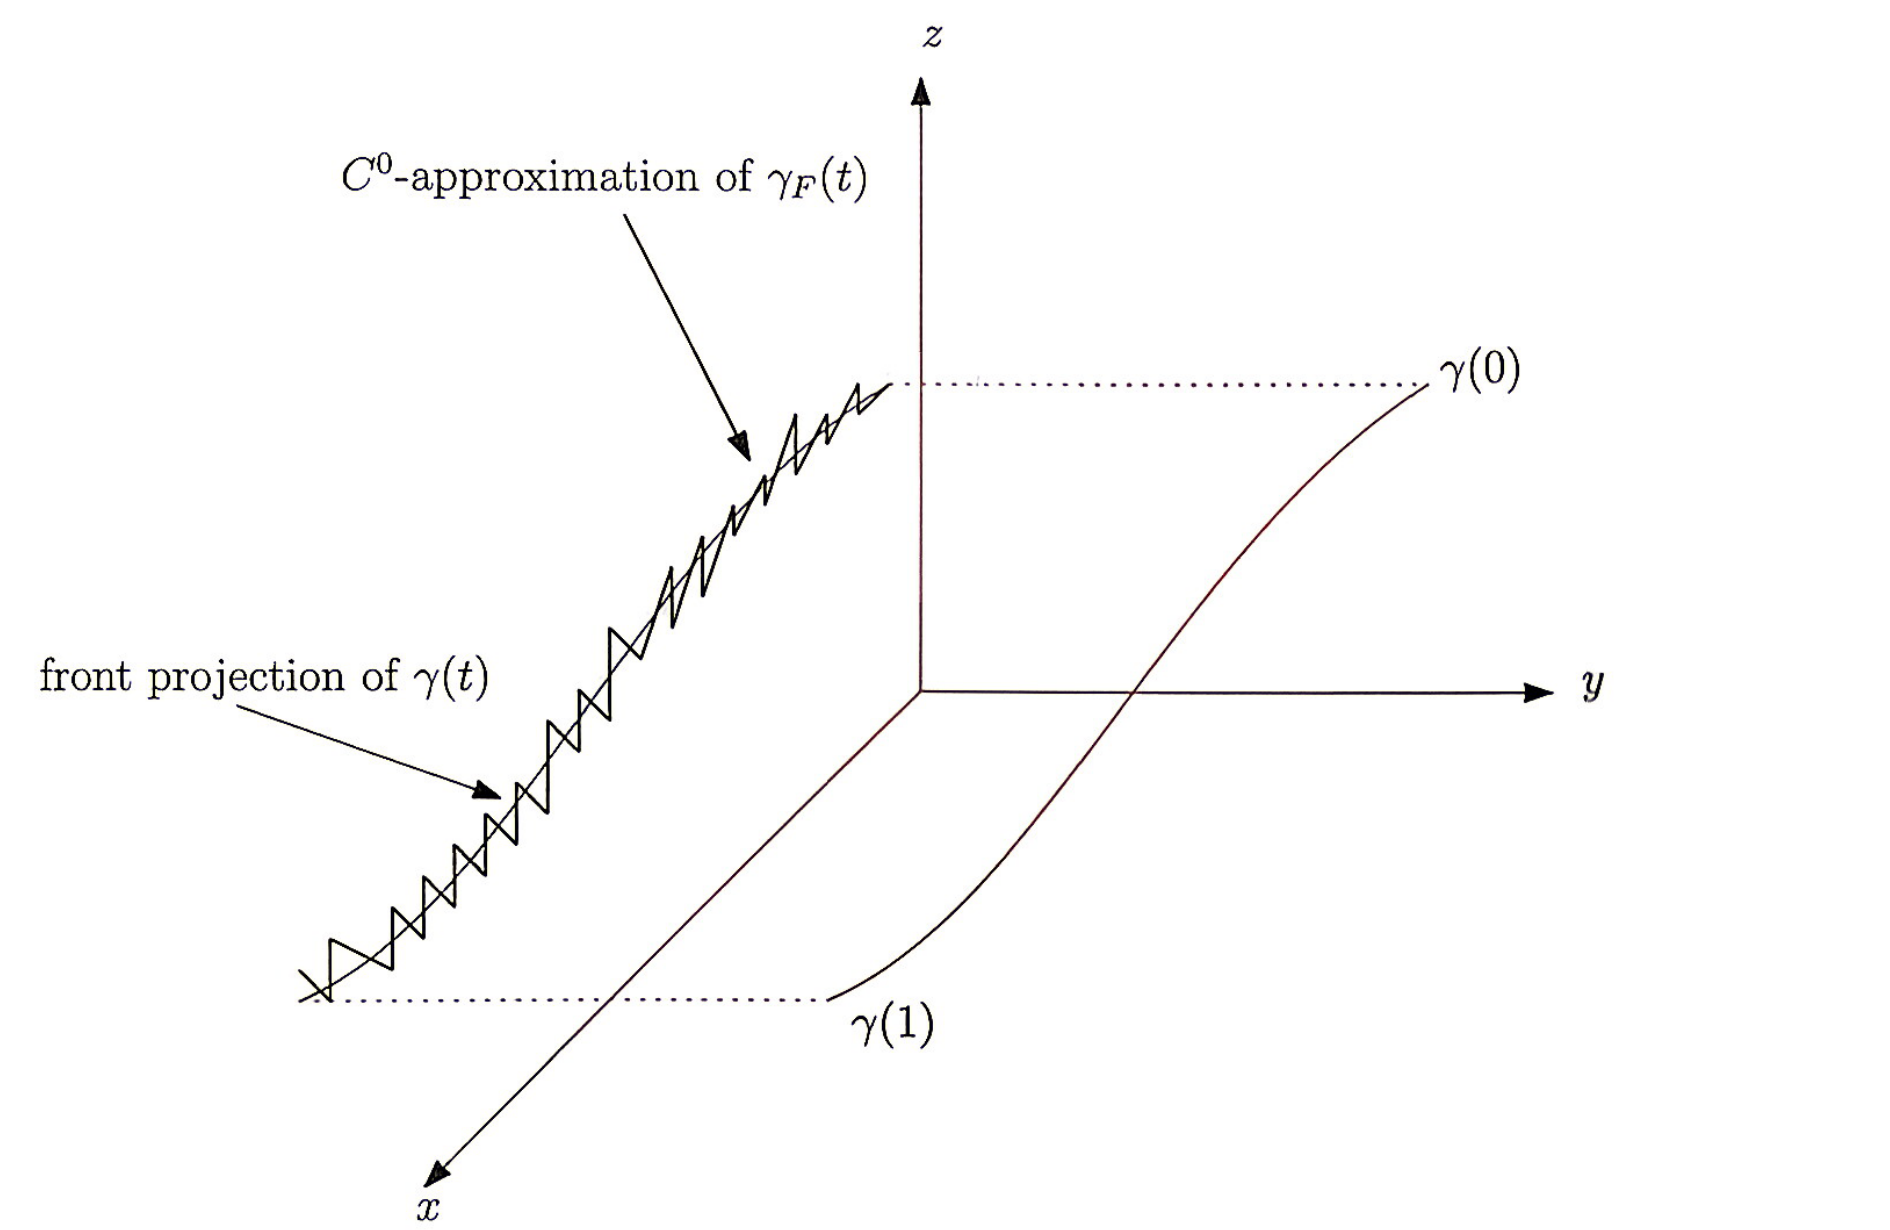 z
C⁰-approximation of γ_F(t)
γ(0)
front projection of γ(t)
y
γ(1)
x